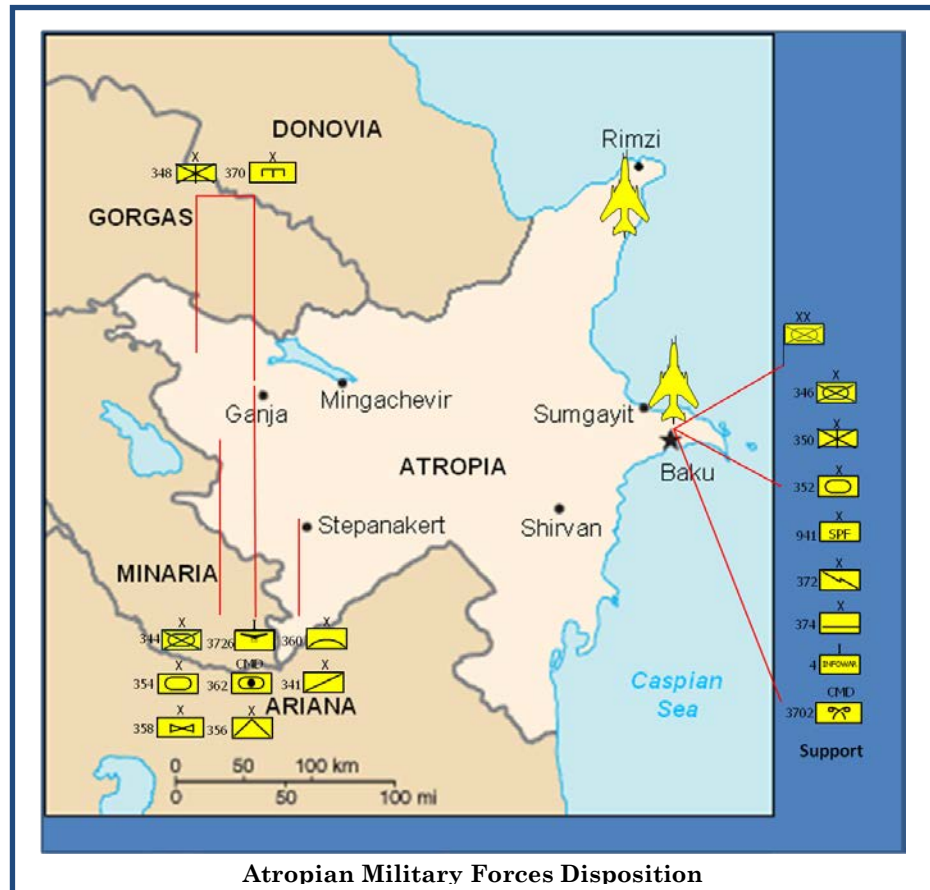 DONOVIA
Rimzi
X X
348 370
GORGAS
XX
X
346
Ganja
Mingachevir
Sumgayit
X
350
ATROPIA
Baku
X
352
Stepanakert
Shirvan
X
941 SPF
MINARIA
X
372
X I X
344 3726 360
X
374
X CMD X
354 362 341
I
4 INFOWAR
ARIANA
Caspian
Sea
CMD
3702
X X
358 356
Support
0 50 100 km
0 50 100 mi
Atropian Military Forces Disposition